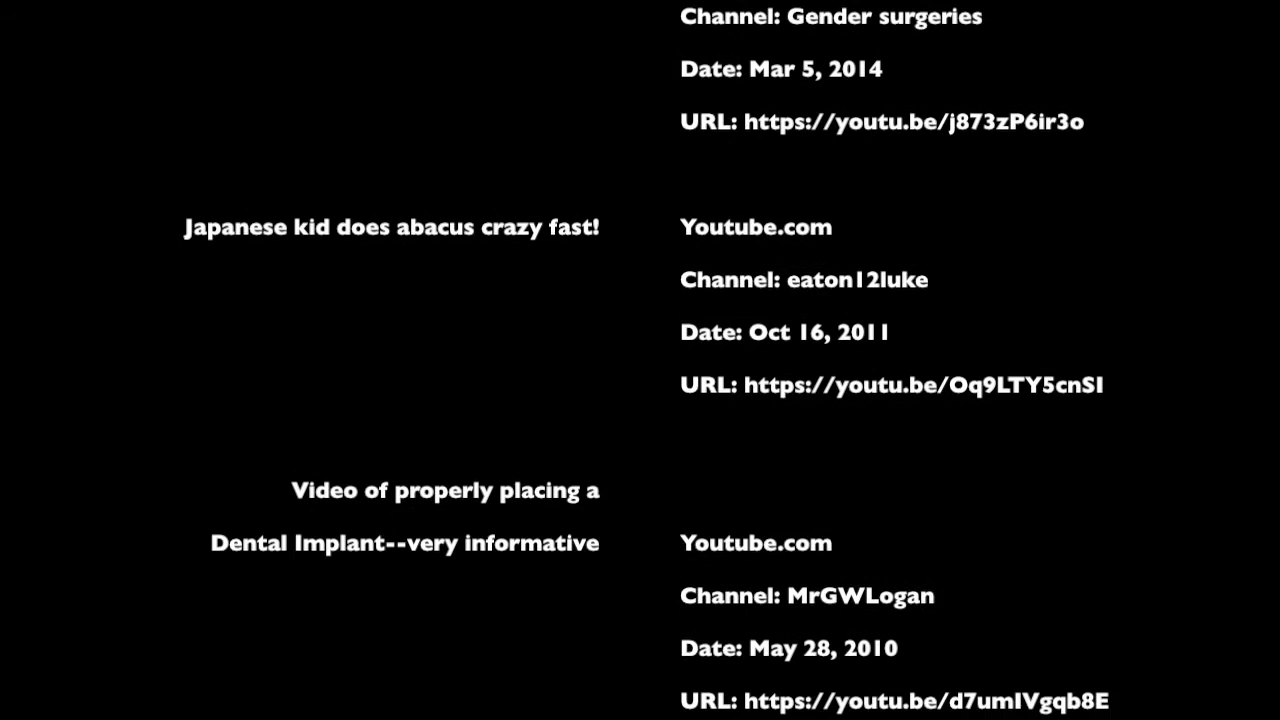 Channel: Gender surgeries
Date: Mar 5, 2014
URL: https://youtu.be/j873zP6ir3o
Japanese kid does abacus crazy fast! Youtube.com
Channel: eaton12luke
Date: Oct 16, 2011
URL: https://youtu.be/Oq9LTY5cnSI
Video of properly placing a
Dental Implant--very informative Youtube.com
Channel: MrGWLogan
Date: May 28, 2010
URL: https://youtu.be/d7umIVgqb8E